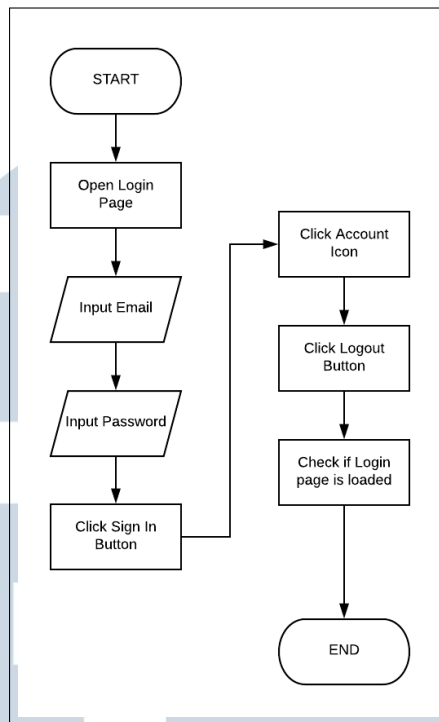 START
Open Login
Page
Input Email
Input Password
Click Sign In
Button
Click Account
Icon
Click Logout
Button
Check if Login
page is loaded
END